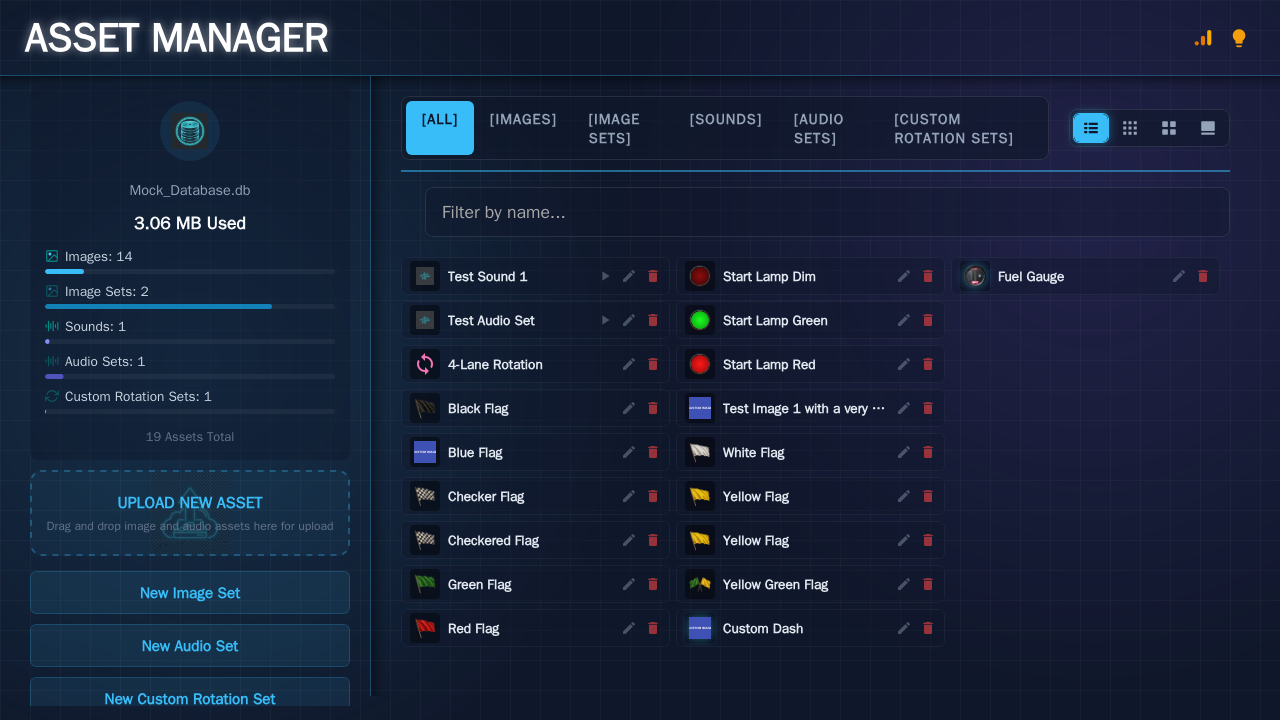 ASSET MANAGER
Mock_Database.db
3.06 MB Used
Images: 14
Image Sets: 2
Sounds: 1
Audio Sets: 1
Custom Rotation Sets: 1
19 Assets Total
UPLOAD NEW ASSET
Drag and drop image and audio assets here for upload
New Image Set
New Audio Set
New Custom Rotation Set
[ALL]
[IMAGES]
[IMAGE
SETS]
[SOUNDS]
[AUDIO
SETS]
[CUSTOM
ROTATION SETS]
Filter by name...
Test Sound 1
Test Audio Set
4-Lane Rotation
Black Flag
Blue Flag
Checker Flag
Checkered Flag
Green Flag
Red Flag
Start Lamp Dim
Start Lamp Green
Start Lamp Red
Test Image 1 with a very ...
White Flag
Yellow Flag
Yellow Flag
Yellow Green Flag
Custom Dash
Fuel Gauge